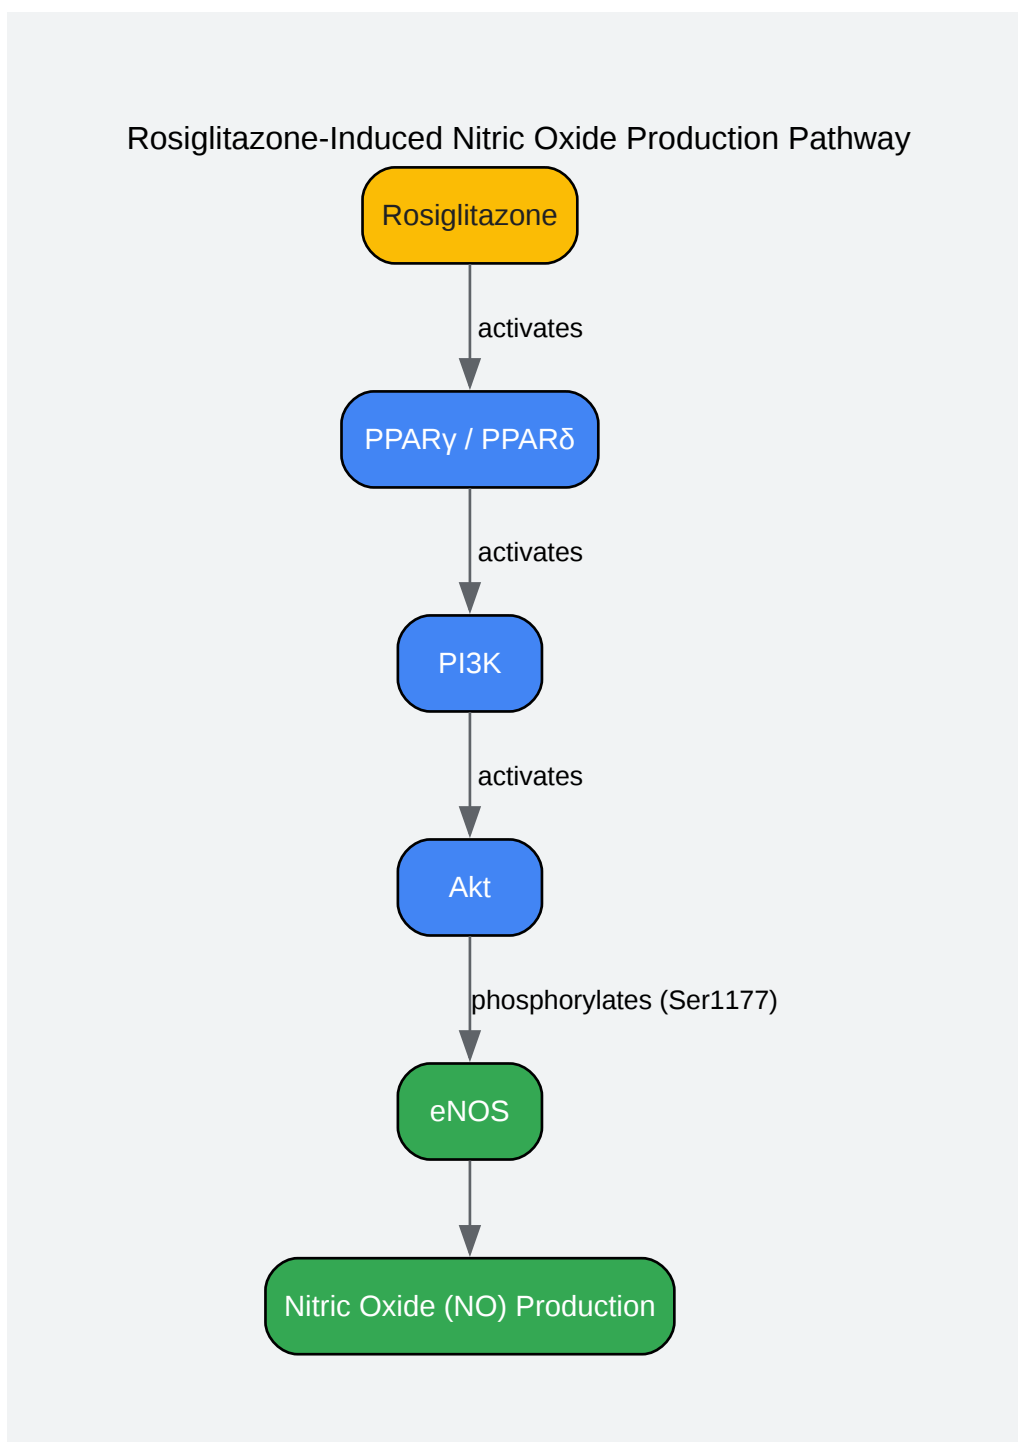 Rosiglitazone-Induced Nitric Oxide Production Pathway
Rosiglitazone
activates
PPARγ / PPARδ
activates
PI3K
activates
Akt
phosphorylates (Ser1177)
eNOS
Nitric Oxide (NO) Production